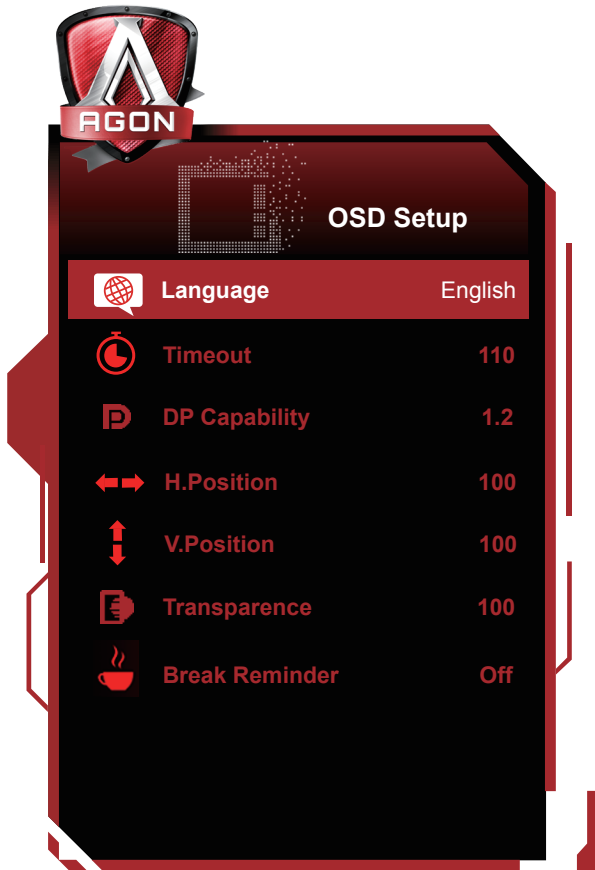 AGON
OSD Setup
Language English
Timeout 110
DP Capability 1.2
H.Position 100
V.Position 100
Transparence 100
Break Reminder Off